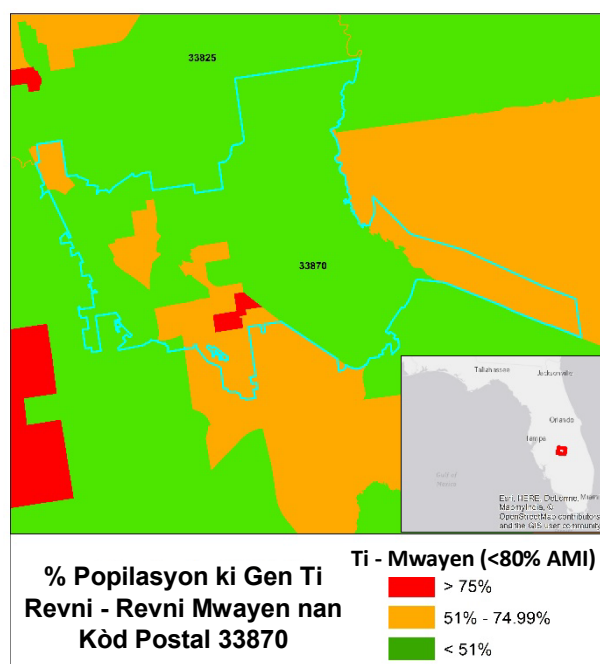 33825
33870
Tallahassee
Jacksonville
Orlando
Tampa
Gulf of
Mexico
Miami
Esri, HERE, DeLorme,
MapmyIndia, ©
OpenStreetMap contributors,
and the GIS user community
% Popilasyon ki Gen Ti
Revni - Revni Mwayen nan
Kòd Postal 33870
Ti - Mwayen (<80% AMI)
> 75%
51% - 74.99%
< 51%